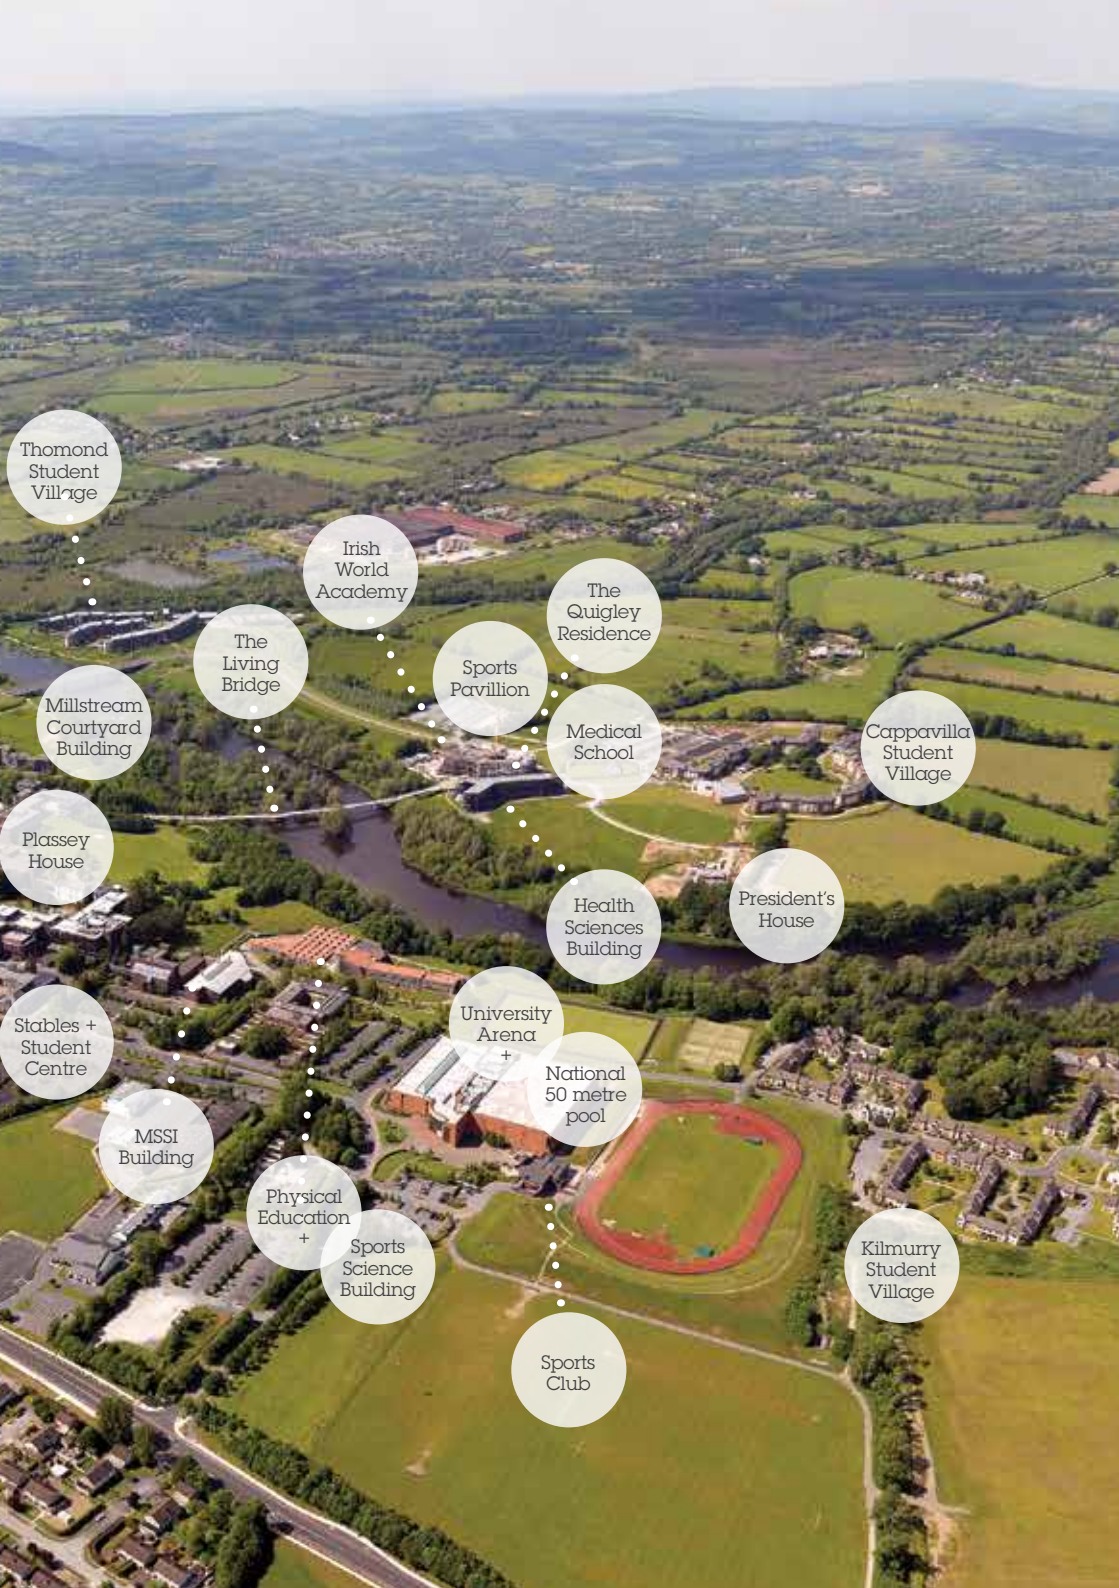 Thomond
Student
Village
Irish
World
Academy
The
Quigley
Residence
The
Living
Bridge
Sports
Pavillion
Millstream
Courtyard
Building
Medical
School
Cappavilla
Student
Village
Plassey
House
President's
House
Health
Sciences
Building
University
Arena
+
National
50 metre
pool
Stables +
Student
Centre
MSSI
Building
Physical
Education
+
Sports
Science
Building
Kilmurry
Student
Village
Sports
Club